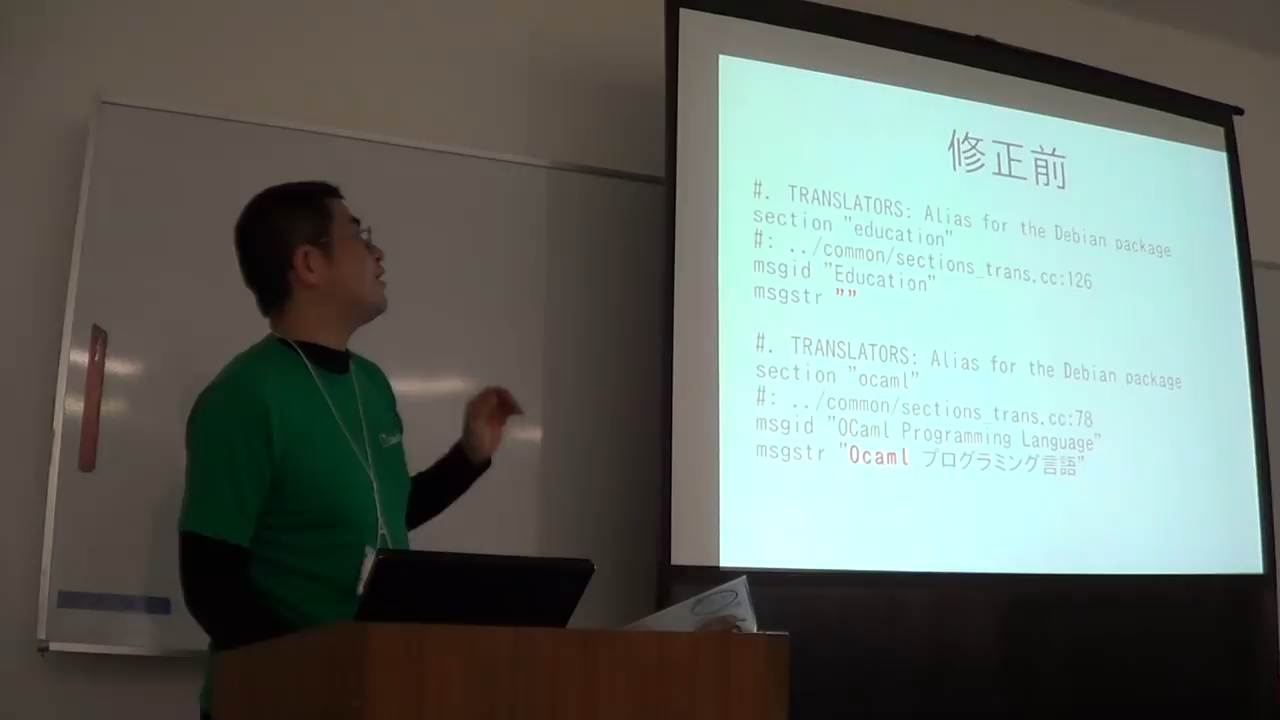 修正前
#. TRANSLATORS: Alias for the Debian package
section "education"
#: ../common/sections_trans.cc:126
msgid "Education"
msgstr ""
#. TRANSLATORS: Alias for the Debian package
section "ocaml"
#: ../common/sections_trans.cc:78
msgid "OCaml Programming Language"
msgstr "Ocaml プログラミング言語"